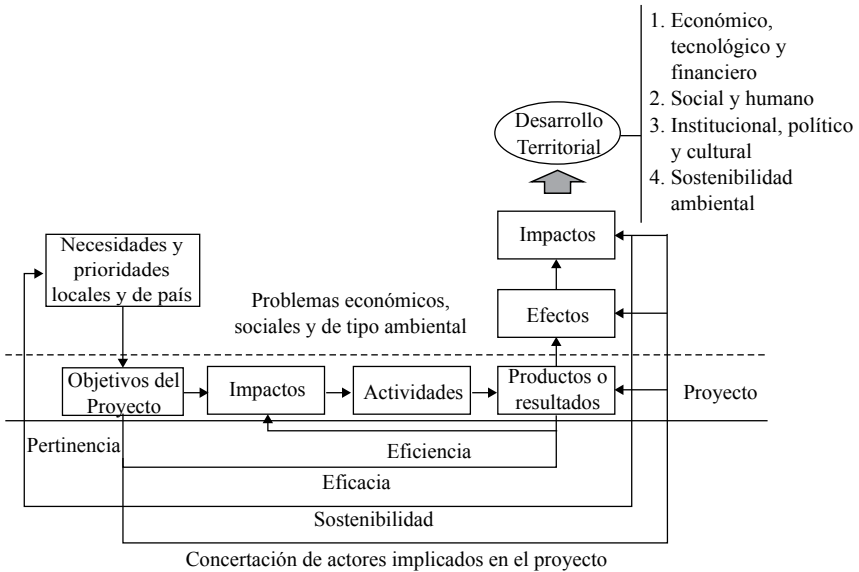 1. Económico,
tecnológico y
financiero
2. Social y humano
3. Institucional, político
y cultural
4. Sostenibilidad
ambiental
Desarrollo
Territorial
Impactos
Necesidades y
prioridades
locales y de país
Problemas económicos,
sociales y de tipo ambiental
Efectos
Objetivos del
Proyecto
Impactos
Actividades
Productos o
resultados
Proyecto
Pertinencia
Eficiencia
Eficacia
Sostenibilidad
Concertación de actores implicados en el proyecto